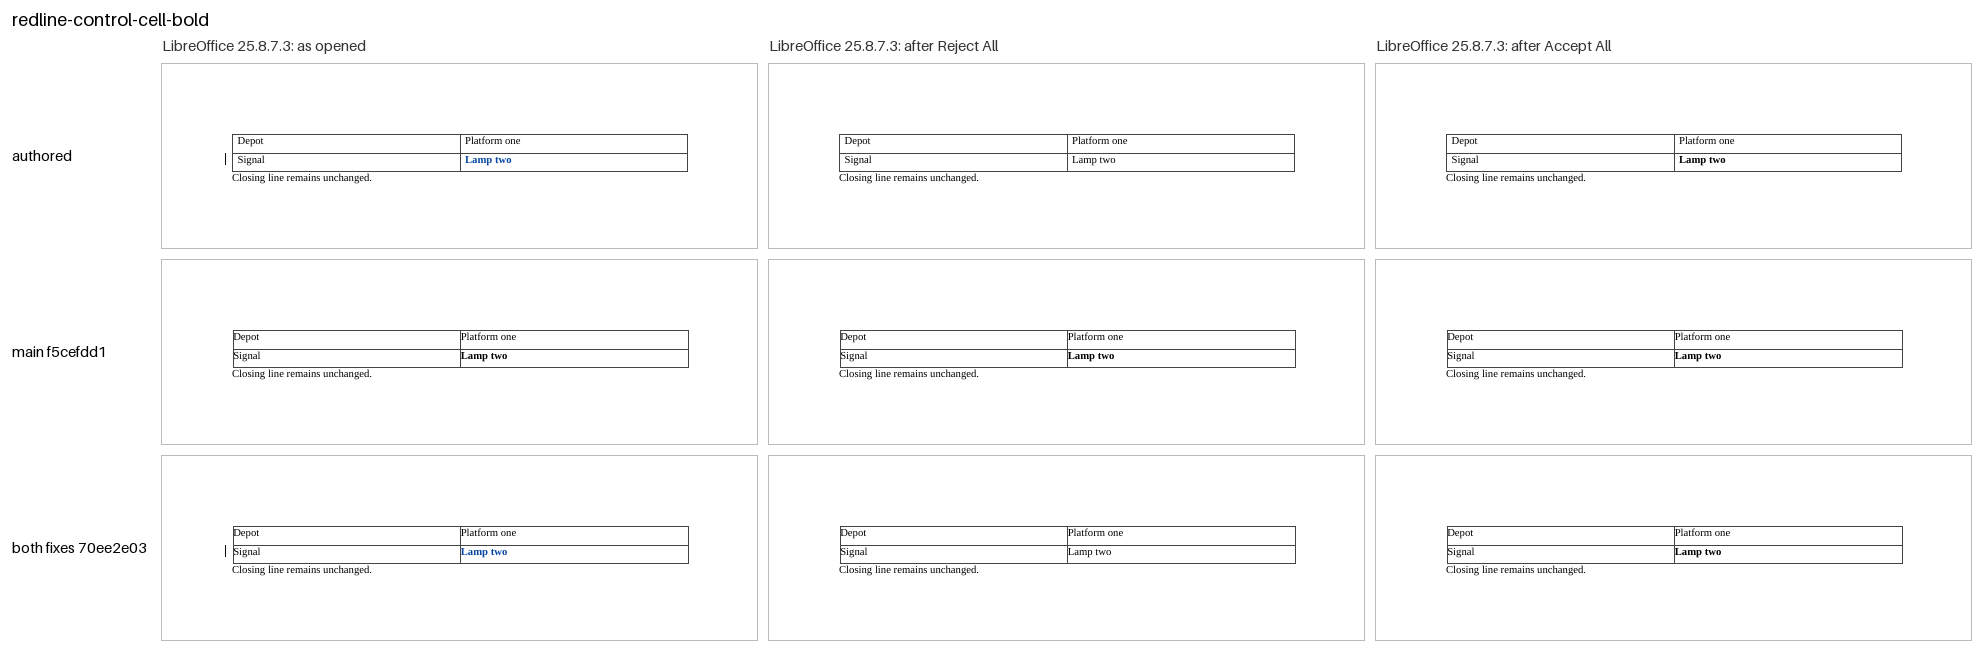 redline-control-cell-bold
LibreOffice 25.8.7.3: as opened
LibreOffice 25.8.7.3: after Reject All
LibreOffice 25.8.7.3: after Accept All
authored
Depot Platform one
Signal Lamp two
Closing line remains unchanged.
Depot Platform one
Signal Lamp two
Closing line remains unchanged.
Depot Platform one
Signal Lamp two
Closing line remains unchanged.
main f5cefdd1
Depot Platform one
Signal Lamp two
Closing line remains unchanged.
Depot Platform one
Signal Lamp two
Closing line remains unchanged.
Depot Platform one
Signal Lamp two
Closing line remains unchanged.
both fixes 70ee2e03
Depot Platform one
Signal Lamp two
Closing line remains unchanged.
Depot Platform one
Signal Lamp two
Closing line remains unchanged.
Depot Platform one
Signal Lamp two
Closing line remains unchanged.